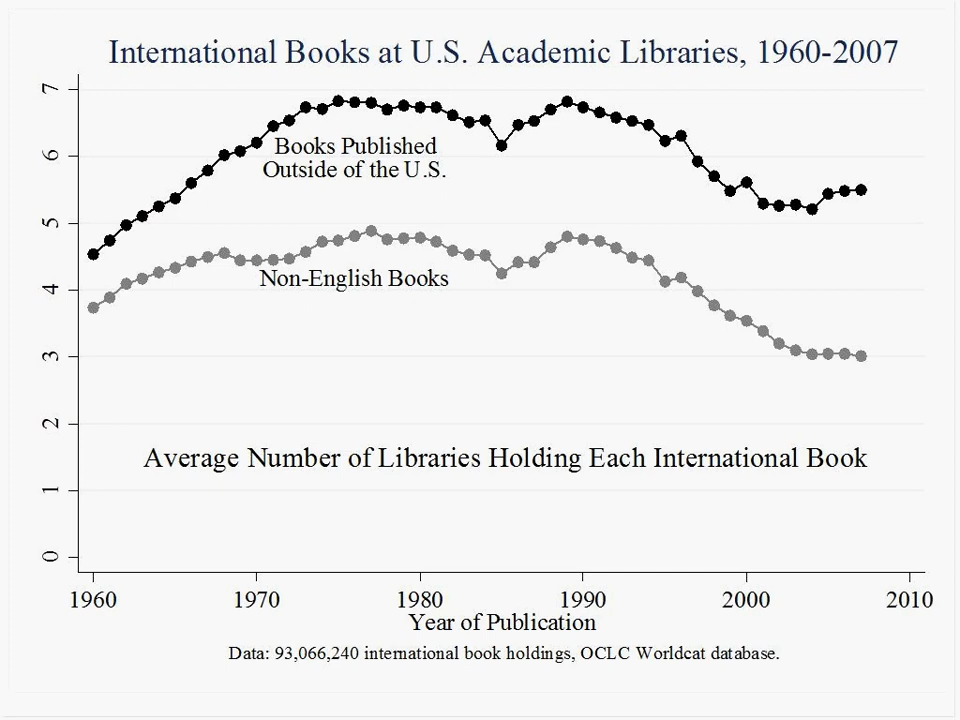 International Books at U.S. Academic Libraries, 1960-2007
7
6
5
4
3
2
1
0
Books Published
Outside of the U.S.
Non-English Books
Average Number of Libraries Holding Each International Book
1960 1970 1980 1990 2000 2010
Year of Publication
Data: 93,066,240 international book holdings, OCLC Worldcat database.